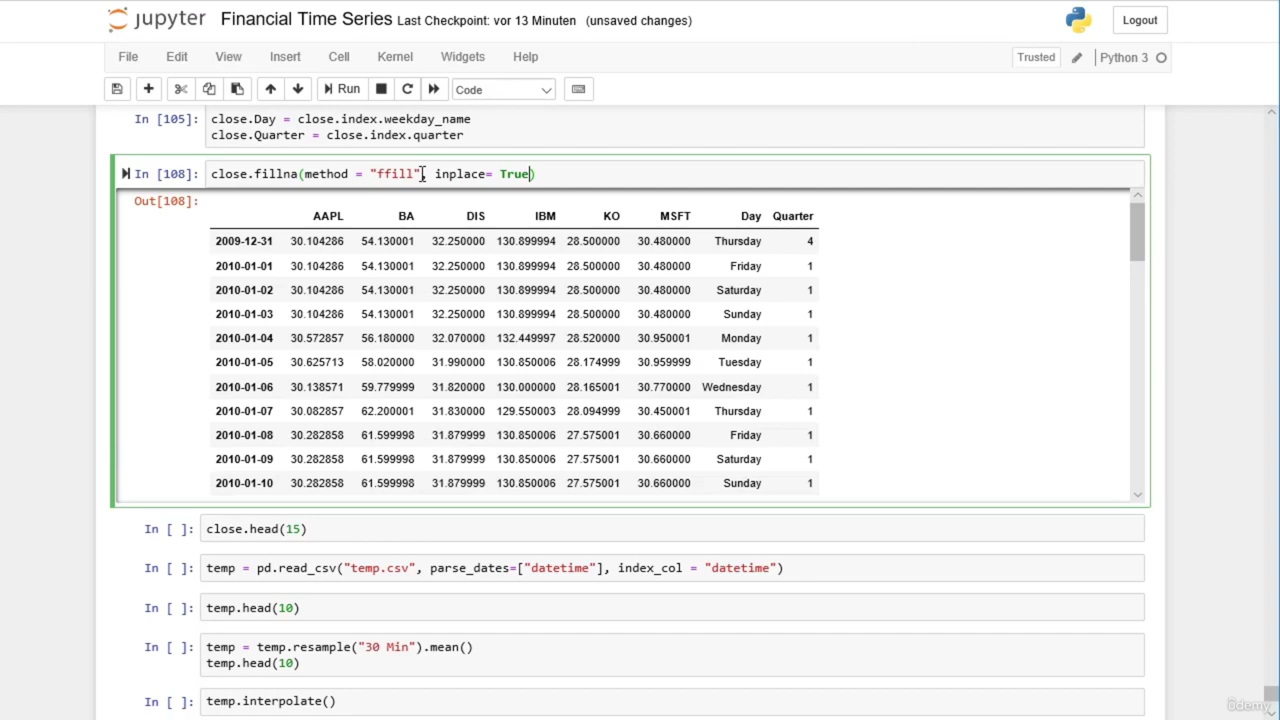 jupyter Financial Time Series Last Checkpoint: vor 13 Minuten (unsaved changes) Logout
File Edit View Insert Cell Kernel Widgets Help Trusted Python 3
Run Code
In [105]: close.Day = close.index.weekday_name
close.Quarter = close.index.quarter
In [108]: close.fillna(method = "ffill", inplace= True)
Out[108]:
AAPL BA DIS IBM KO MSFT Day Quarter
2009-12-31 30.104286 54.130001 32.250000 130.899994 28.500000 30.480000 Thursday 4
2010-01-01 30.104286 54.130001 32.250000 130.899994 28.500000 30.480000 Friday 1
2010-01-02 30.104286 54.130001 32.250000 130.899994 28.500000 30.480000 Saturday 1
2010-01-03 30.104286 54.130001 32.250000 130.899994 28.500000 30.480000 Sunday 1
2010-01-04 30.572857 56.180000 32.070000 132.449997 28.520000 30.950001 Monday 1
2010-01-05 30.625713 58.020000 31.990000 130.850006 28.174999 30.959999 Tuesday 1
2010-01-06 30.138571 59.779999 31.820000 130.000000 28.165001 30.770000 Wednesday 1
2010-01-07 30.082857 62.200001 31.830000 129.550003 28.094999 30.450001 Thursday 1
2010-01-08 30.282858 61.599998 31.879999 130.850006 27.575001 30.660000 Friday 1
2010-01-09 30.282858 61.599998 31.879999 130.850006 27.575001 30.660000 Saturday 1
2010-01-10 30.282858 61.599998 31.879999 130.850006 27.575001 30.660000 Sunday 1
In [ ]: close.head(15)
In [ ]: temp = pd.read_csv("temp.csv", parse_dates=["datetime"], index_col = "datetime")
In [ ]: temp.head(10)
In [ ]: temp = temp.resample("30 Min").mean()
temp.head(10)
In [ ]: temp.interpolate()
ûdemy